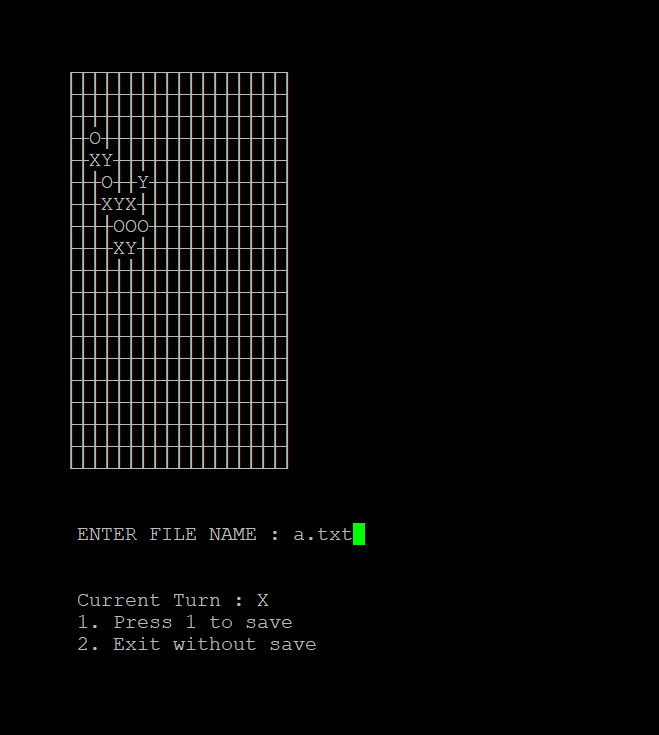 O
XY
O Y
XYX
OOO
XY
ENTER FILE NAME : a.txt
Current Turn : X
1. Press 1 to save
2. Exit without save